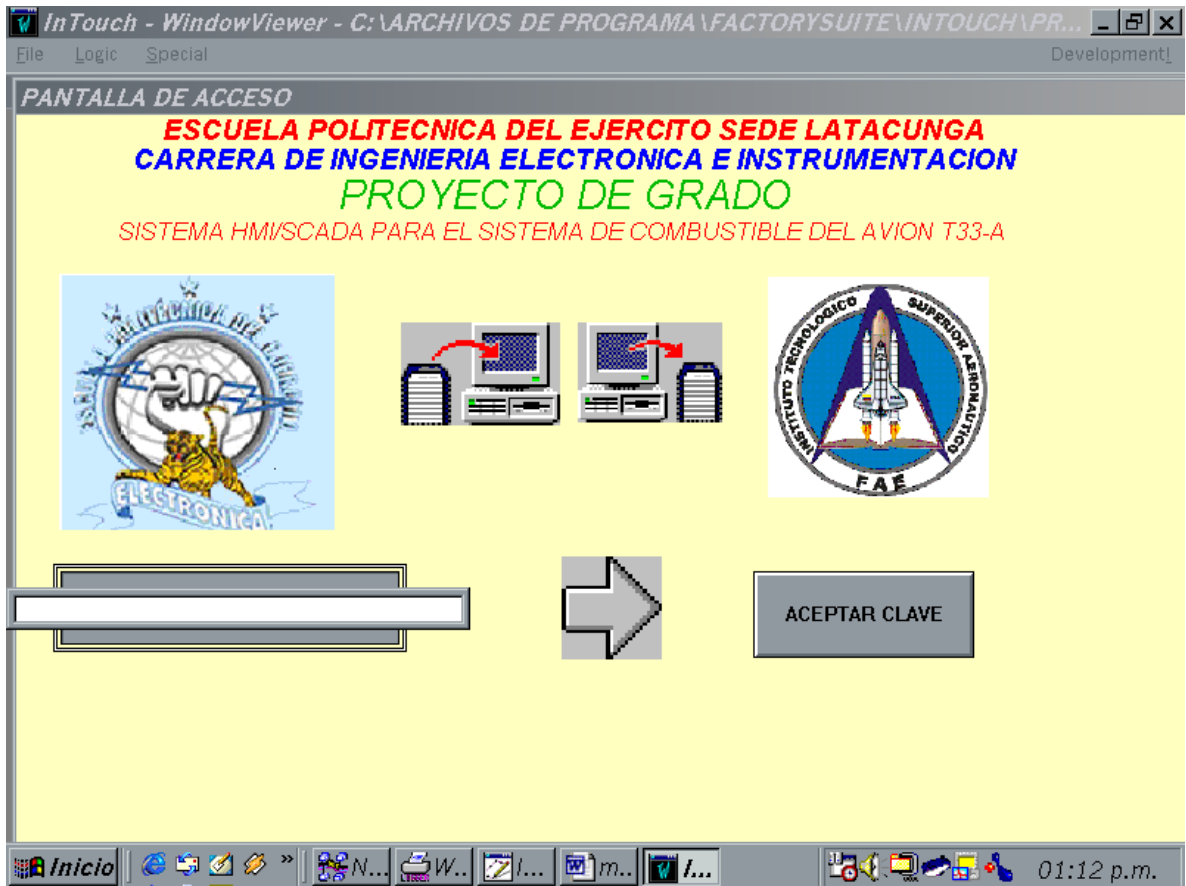 InTouch - WindowViewer - C:\ARCHIVOS DE PROGRAMA\FACTORYSUITE\INTOUCH\PR...
File Logic Special Development!
PANTALLA DE ACCESO
ESCUELA POLITECNICA DEL EJERCITO SEDE LATACUNGA
CARRERA DE INGENIERIA ELECTRONICA E INSTRUMENTACION
PROYECTO DE GRADO
SISTEMA HMI/SCADA PARA EL SISTEMA DE COMBUSTIBLE DEL AVION T33-A
ELECTRONICA
INSTITUTO TECNOLOGICO SUPERIOR AERONAUTICO
FAE
ACEPTAR CLAVE
Inicio » N... W... I... m... I... 01:12 p.m.